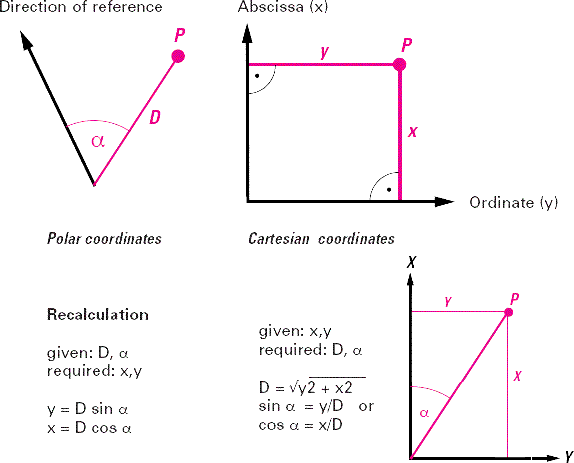 Direction of reference
P
D
α
Abscissa (x)
y
P
x
Ordinate (y)
Polar coordinates
Cartesian coordinates
Recalculation
given: D, α
required: x,y
y = D sin α
x = D cos α
given: x,y
required: D, α
D = √y2 + x2
sin α = y/D or
cos α = x/D
X
y
P
X
α
Y